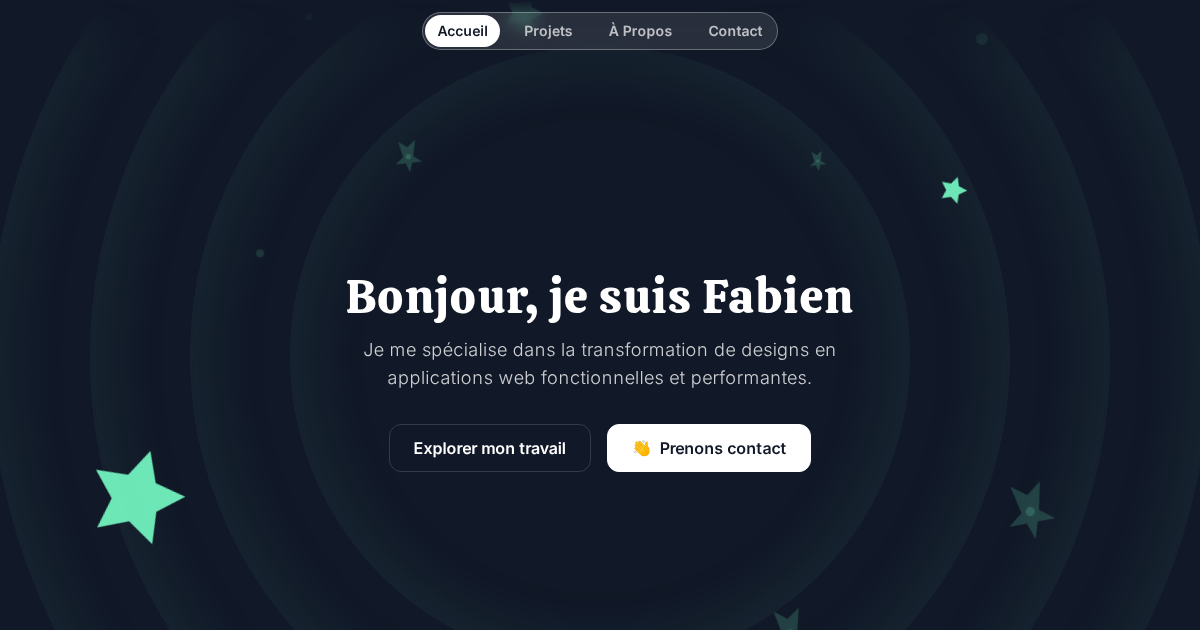 Accueil Projets À Propos Contact
Bonjour, je suis Fabien
Je me spécialise dans la transformation de designs en
applications web fonctionnelles et performantes.
Explorer mon travail 👋 Prenons contact